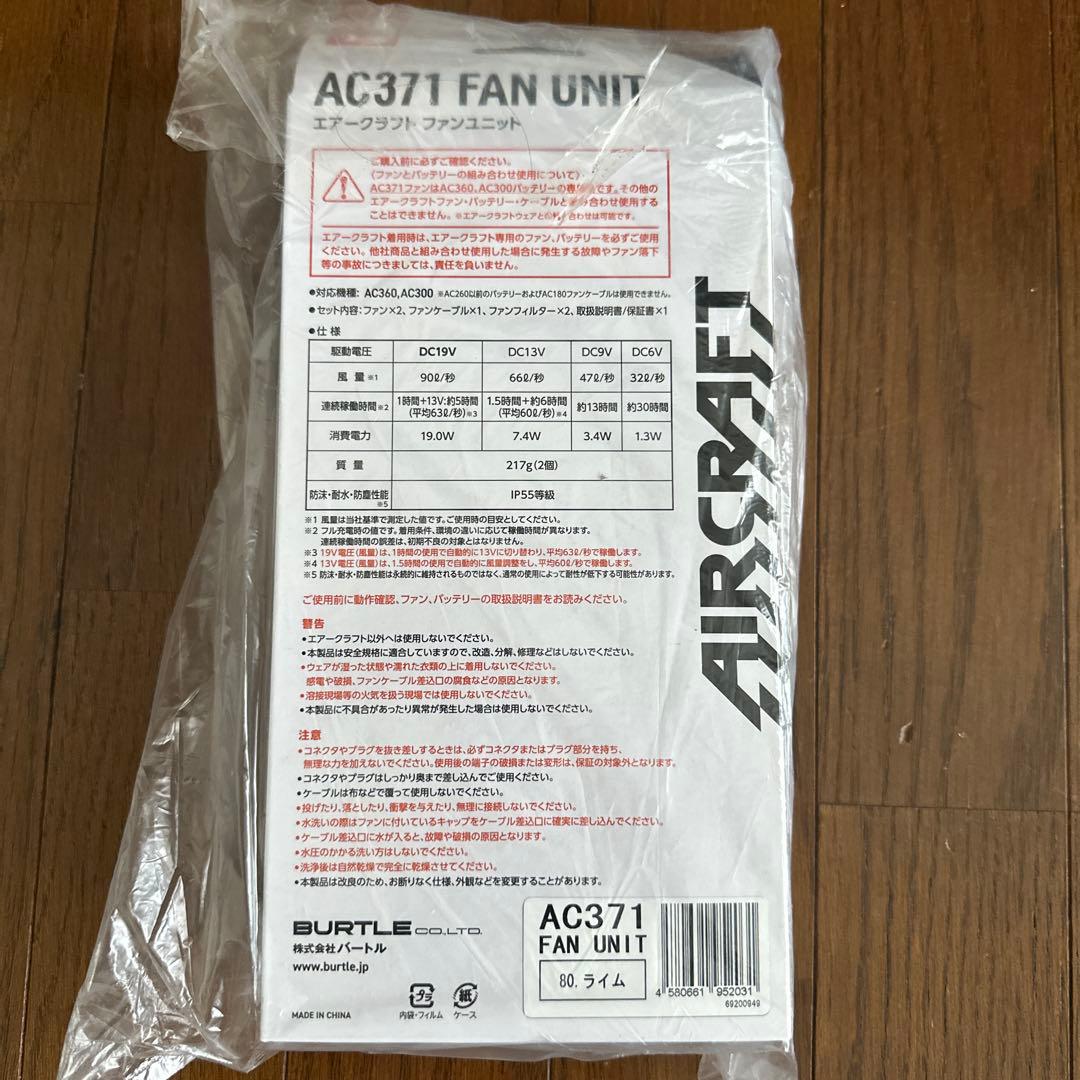 AC371 FAN UNIT
エアークラフト ファンユニット
ご購入前に必ずご確認ください。
〈ファンとバッテリーの組み合わせ使用について〉
AC371ファンはAC360、AC300バッテリーの専用です。その他の
エアークラフトファン・バッテリー・ケーブルと組み合わせ使用する
ことはできません。※エアークラフトウェアとの組み合わせは可能です。
エアークラフト着用時は、エアークラフト専用のファン、バッテリーを必ずご使用
ください。他社商品と組み合わせ使用した場合に発生する故障やファン落下
等の事故につきましては、責任を負いません。
●対応機種：AC360,AC300 ※AC260以前のバッテリーおよびAC180ファンケーブルは使用できません。
●セット内容：ファン×2、ファンケーブル×1、ファンフィルター×2、取扱説明書/保証書×1
●仕様
駆動電圧 DC19V DC13V DC9V DC6V
風量※1 90ℓ/秒 66ℓ/秒 47ℓ/秒 32ℓ/秒
連続稼働時間※2 1時間+13V：約5時間 (平均63ℓ/秒)※3 1.5時間+約6時間 (平均60ℓ/秒)※4 約13時間 約30時間
消費電力 19.0W 7.4W 3.4W 1.3W
質量 217g(2個)
防沫・耐水・防塵性能※5 IP55等級
※1 風量は当社基準で測定した値です。ご使用時の目安としてください。
※2 フル充電時の値です。着用条件、環境の違いに応じて稼働時間が異なります。
連続稼働時間の誤差は、初期不良の対象とはなりません。
※3 19V電圧(風量)は、1時間の使用で自動的に13Vに切り替わり、平均63ℓ/秒で稼働します。
※4 13V電圧(風量)は、1.5時間の使用で自動的に風量調整をし、平均60ℓ/秒で稼働します。
※5 防沫・耐水・防塵性能は永続的に維持されるものではなく、通常の使用によって耐性が低下する可能性があります。
ご使用前に動作確認、ファン、バッテリーの取扱説明書をお読みください。
警告
●エアークラフト以外へは使用しないでください。
●本製品は安全規格に適合していますので、改造、分解、修理などはしないでください。
●ウェアが湿った状態や濡れた衣類の上に着用しないでください。
感電や破損、ファンケーブル差込口の腐食などの原因となります。
●溶接現場等の火気を扱う現場では使用しないでください。
●本製品に不具合があったり異常が発生した場合は使用しないでください。
注意
●コネクタやプラグを抜き差しするときは、必ずコネクタまたはプラグ部分を持ち、
無理な力を加えないでください。使用後の端子の破損または変形は、保証の対象外となります。
●コネクタやプラグはしっかり奥まで差し込んでご使用ください。
●ケーブルは布などで覆って使用しないでください。
●投げたり、落としたり、衝撃を与えたり、無理に接続しないでください。
●水洗いの際はファンに付いているキャップをケーブル差込口に確実に差し込んでください。
●ケーブル差込口に水が入ると、故障や破損の原因となります。
●水圧のかかる洗い方はしないでください。
●洗浄後は自然乾燥で完全に乾燥させてください。
●本製品は改良のため、お断りなく仕様、外観などを変更することがあります。
AIRCRAFT
BURTLE CO.,LTD.
株式会社バートル
www.burtle.jp
MADE IN CHINA
プラ
内袋・フィルム
紙
ケース
AC371
FAN UNIT
80.ライム
4 580661 952031
69200949